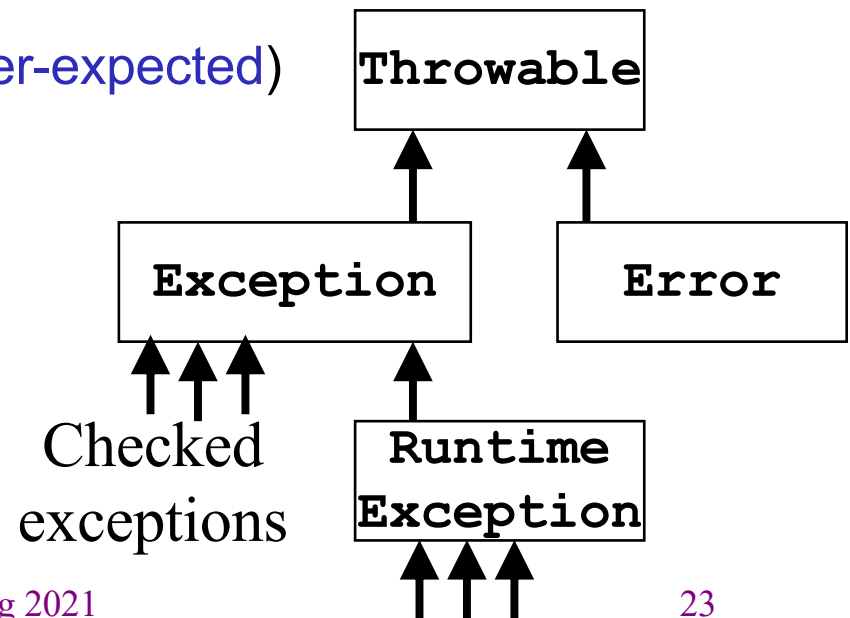 er-expected)
Throwable
Exception
Error
Checked
exceptions
Runtime
Exception
g 2021
23